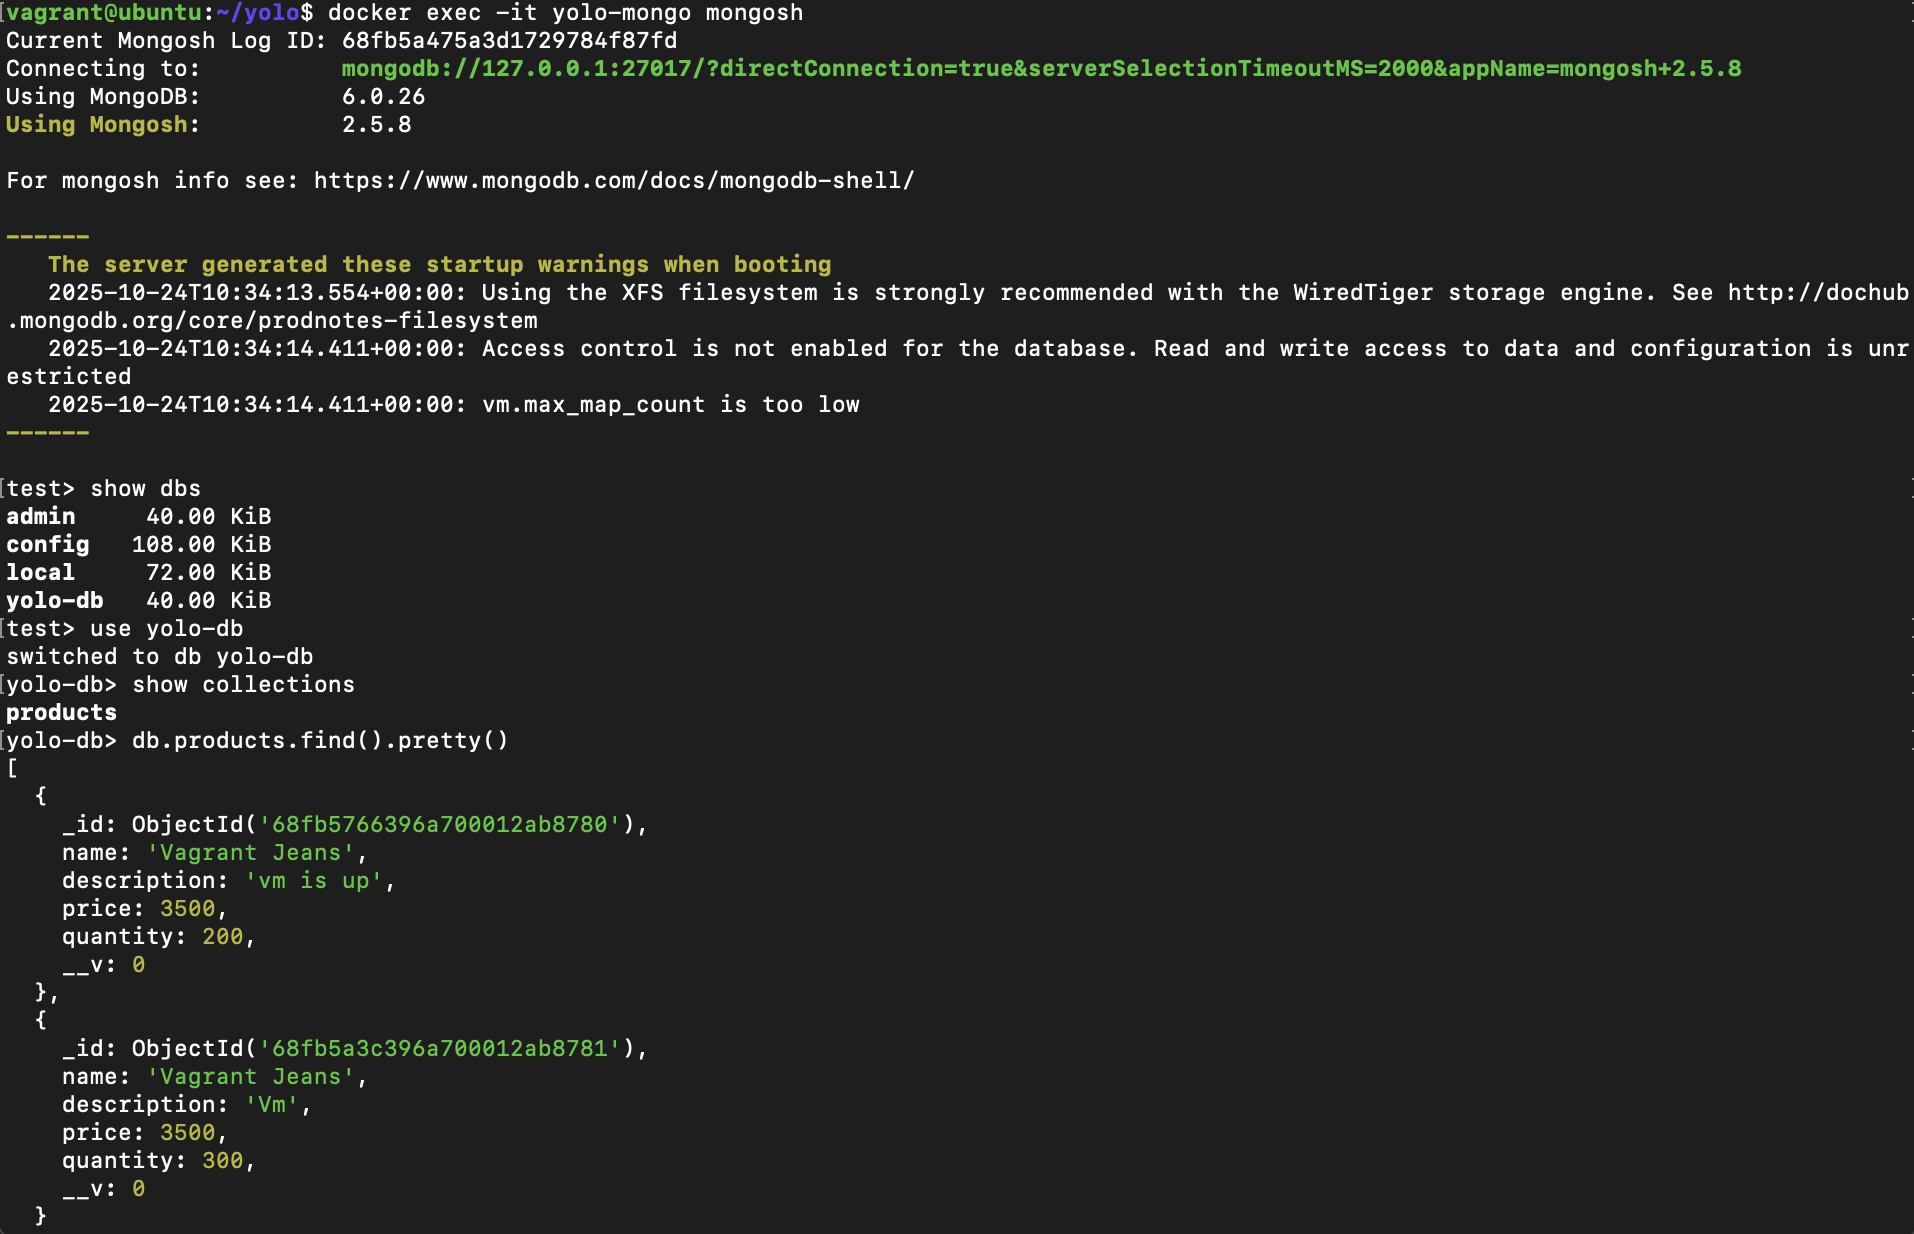 vagrant@ubuntu:~/yolo$ docker exec -it yolo-mongo mongosh
Current Mongosh Log ID: 68fb5a475a3d1729784f87fd
Connecting to:          mongodb://127.0.0.1:27017/?directConnection=true&serverSelectionTimeoutMS=2000&appName=mongosh+2.5.8
Using MongoDB:          6.0.26
Using Mongosh:          2.5.8
For mongosh info see: https://www.mongodb.com/docs/mongodb-shell/
------
   The server generated these startup warnings when booting
   2025-10-24T10:34:13.554+00:00: Using the XFS filesystem is strongly recommended with the WiredTiger storage engine. See http://dochub
.mongodb.org/core/prodnotes-filesystem
   2025-10-24T10:34:14.411+00:00: Access control is not enabled for the database. Read and write access to data and configuration is unr
estricted
   2025-10-24T10:34:14.411+00:00: vm.max_map_count is too low
------
test> show dbs
admin     40.00 KiB
config   108.00 KiB
local     72.00 KiB
yolo-db   40.00 KiB
test> use yolo-db
switched to db yolo-db
yolo-db> show collections
products
yolo-db> db.products.find().pretty()
[
  {
    _id: ObjectId('68fb5766396a700012ab8780'),
    name: 'Vagrant Jeans',
    description: 'vm is up',
    price: 3500,
    quantity: 200,
    __v: 0
  },
  {
    _id: ObjectId('68fb5a3c396a700012ab8781'),
    name: 'Vagrant Jeans',
    description: 'Vm',
    price: 3500,
    quantity: 300,
    __v: 0
  }